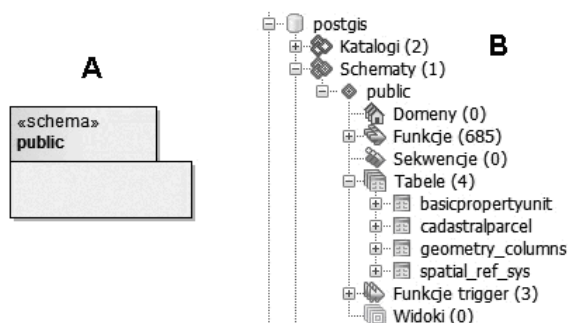 A
«schema»
public
B
postgis
Katalogi (2)
Schematy (1)
public
Domeny (0)
Funkcje (685)
Sekwencje (0)
Tabele (4)
basicpropertyunit
cadastralparcel
geometry_columns
spatial_ref_sys
Funkcje trigger (3)
Widoki (0)